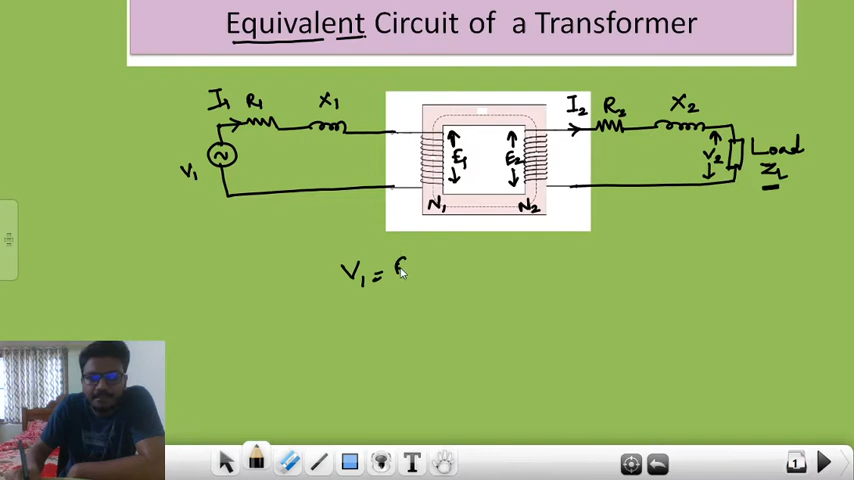 Equivalent Circuit of a Transformer
I1 R1 X1 I2 R2 X2
V1 E1 E2 V2 Load
ZL
N1 N2
V1 = E
T 1